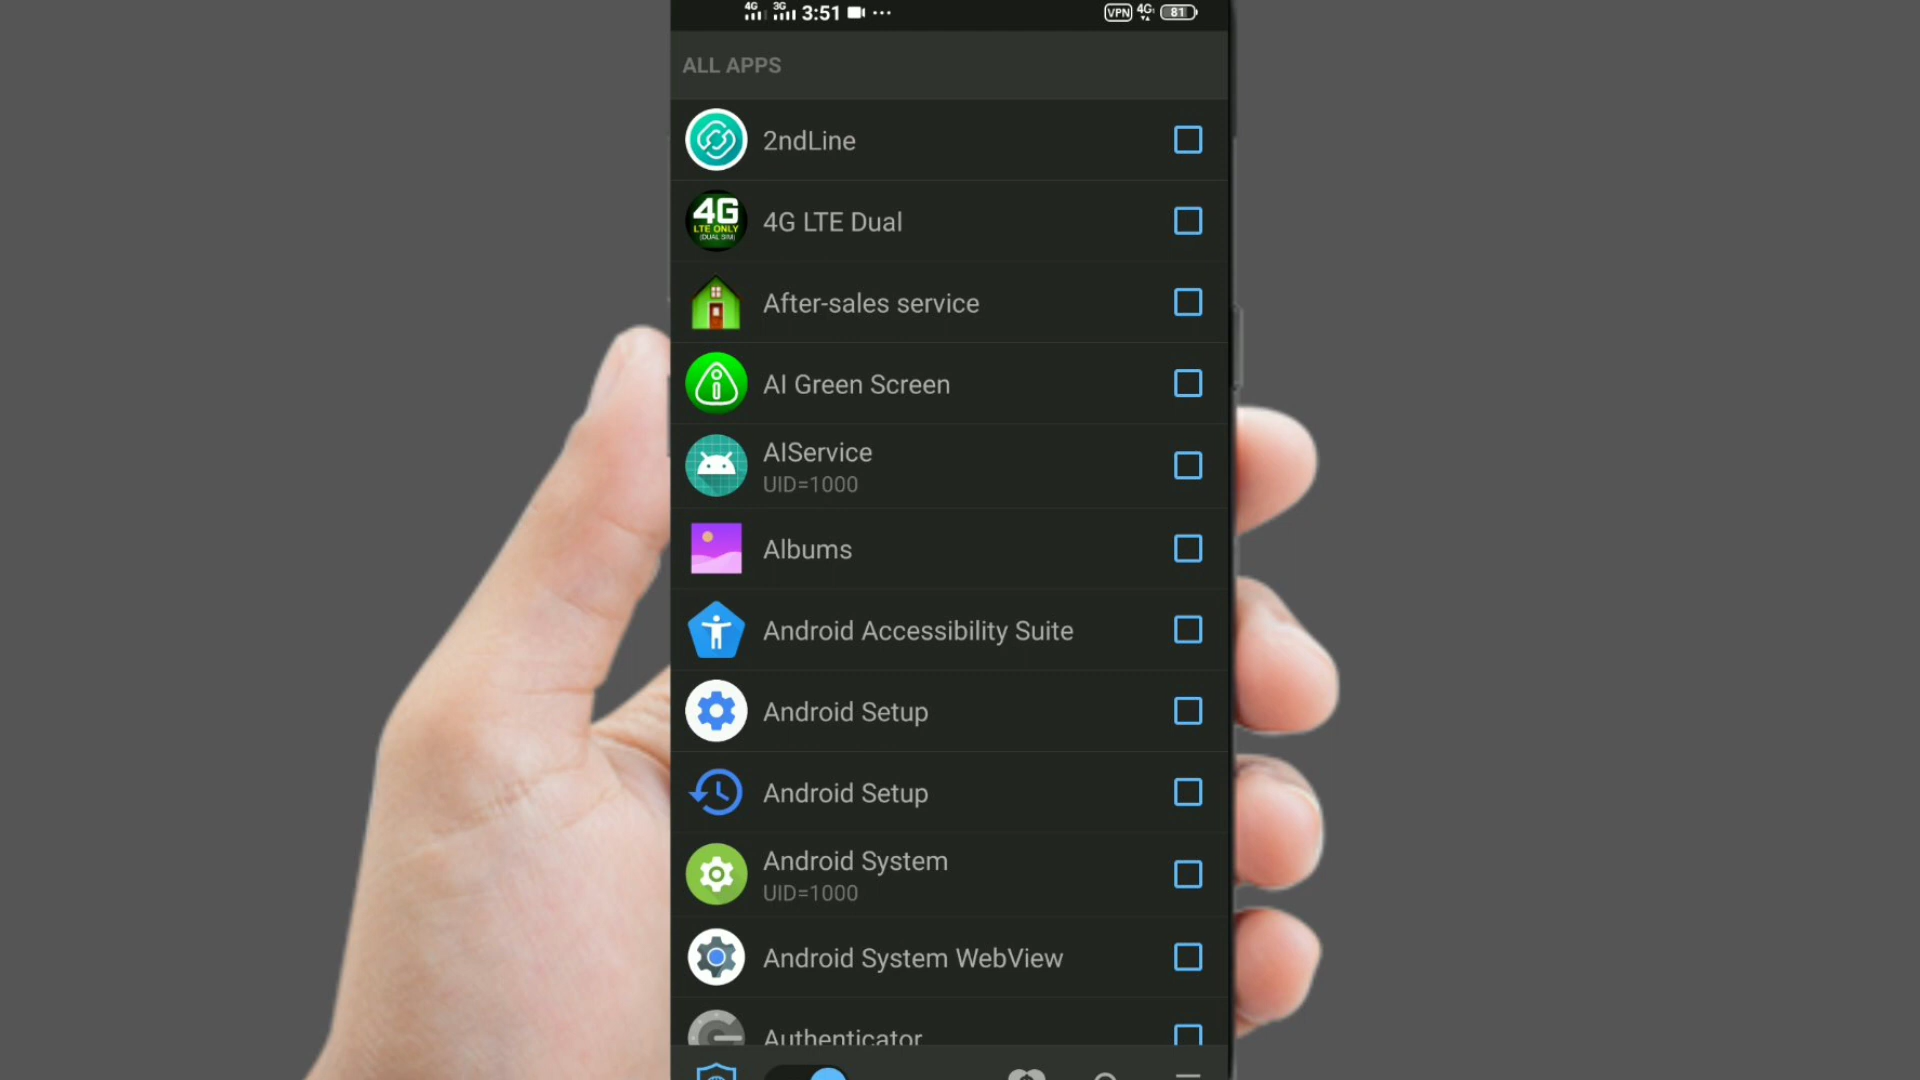 4G 3G 3:51 ... VPN 4G 81
ALL APPS
2ndLine
4G
LTE ONLY
(DUAL SIM)
4G LTE Dual
After-sales service
AI Green Screen
AIService
UID=1000
Albums
Android Accessibility Suite
Android Setup
Android Setup
Android System
UID=1000
Android System WebView
Authenticator